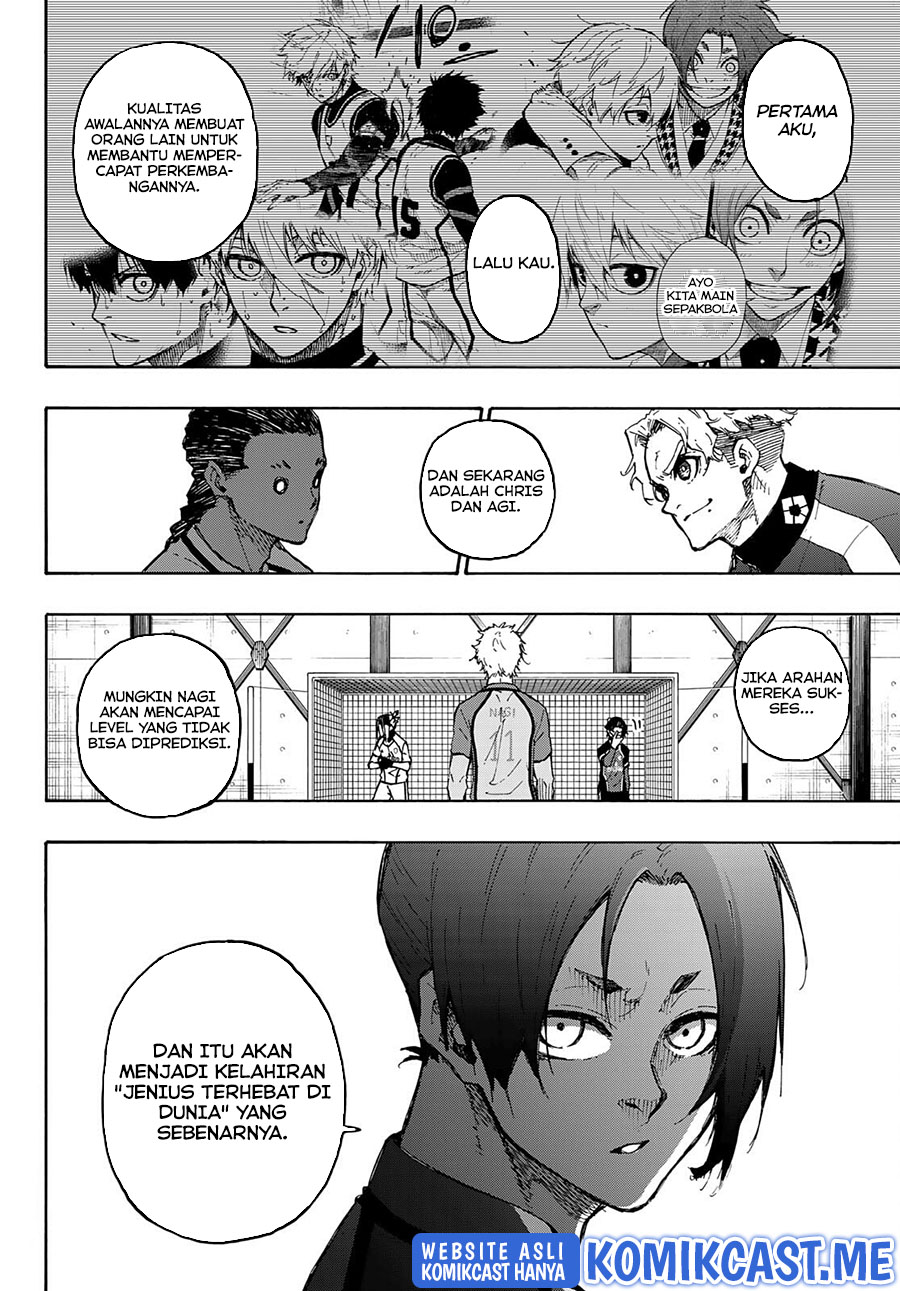 PERTAMA
AKU,
KUALITAS
AWALANNYA MEMBUAT
ORANG LAIN UNTUK
MEMBANTU MEMPER-
CAPAT PERKEMBA-
NGANNYA.
AYO
KITA MAIN
SEPAKBOLA
LALU KAU.
15
DAN SEKARANG
ADALAH CHRIS
DAN AGI.
JIKA ARAHAN
MEREKA SUK-
SES...
NAGI
11
MUNGKIN NAGI
AKAN MENCAPAI
LEVEL YANG TIDAK
BISA DIPREDIKSI.
DAN ITU AKAN
MENJADI KELAHIRAN
"JENIUS TERHEBAT DI
DUNIA" YANG
SEBENARNYA.
WEBSITE ASLI
KOMIKCAST HANYA
KOMIKCAST.ME